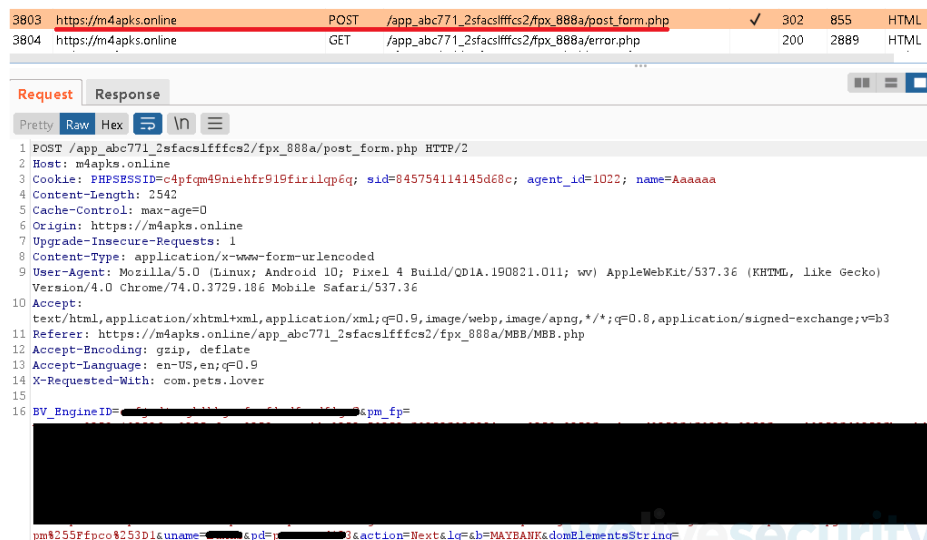 3803 https://m4apks.online POST /app_abc771_2sfacslfffcs2/fpx_888a/post_form.php ✓ 302 855 HTML
3804 https://m4apks.online GET /app_abc771_2sfacslfffcs2/fpx_888a/error.php 200 2889 HTML
Request Response
Pretty Raw Hex \n
1 POST /app_abc771_2sfacslfffcs2/fpx_888a/post_form.php HTTP/2
2 Host: m4apks.online
3 Cookie: PHPSESSID=c4pfqm49niehfr919firilqp6q; sid=845754114145d68c; agent_id=1022; name=Aaaaaa
4 Content-Length: 2542
5 Cache-Control: max-age=0
6 Origin: https://m4apks.online
7 Upgrade-Insecure-Requests: 1
8 Content-Type: application/x-www-form-urlencoded
9 User-Agent: Mozilla/5.0 (Linux; Android 10; Pixel 4 Build/QD1A.190821.011; wv) AppleWebKit/537.36 (KHTML, like Gecko)
Version/4.0 Chrome/74.0.3729.186 Mobile Safari/537.36
10 Accept:
text/html,application/xhtml+xml,application/xml;q=0.9,image/webp,image/apng,*/*;q=0.8,application/signed-exchange;v=b3
11 Referer: https://m4apks.online/app_abc771_2sfacslfffcs2/fpx_888a/MBB/MBB.php
12 Accept-Encoding: gzip, deflate
13 Accept-Language: en-US,en;q=0.9
14 X-Requested-With: com.pets.lover
15
16 BV_EngineID= &pm_fp=
pm%255Ffpco%253D1&uname= &pd=p 3&action=Next&lq=&b=MAYBANK&domElementsString=
welivesecurity